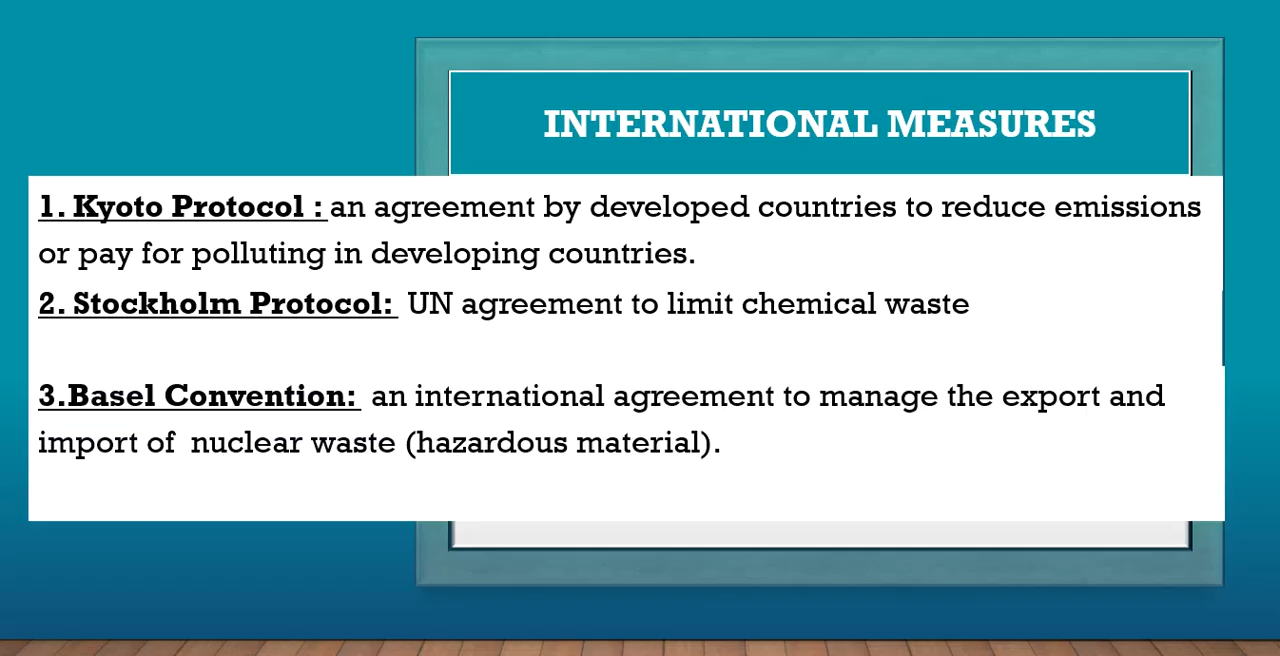 INTERNATIONAL MEASURES
1. Kyoto Protocol : an agreement by developed countries to reduce emissions
or pay for polluting in developing countries.
2. Stockholm Protocol: UN agreement to limit chemical waste
3.Basel Convention: an international agreement to manage the export and
import of nuclear waste (hazardous material).